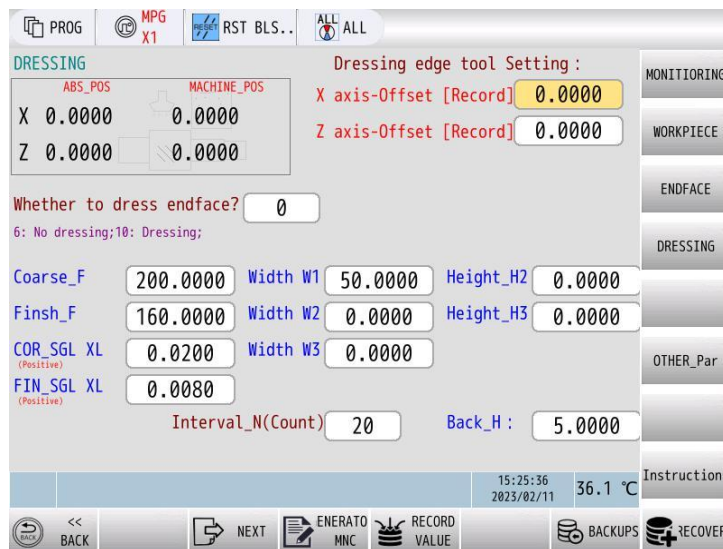 PROG MPG X1 RST BLS.. ALL ALL
RESET
DRESSING
ABS_POS MACHINE_POS
X 0.0000 0.0000
Z 0.0000 0.0000
Dressing edge tool Setting :
X axis-Offset [Record] 0.0000
Z axis-Offset [Record] 0.0000
Whether to dress endface? 0
6: No dressing;10: Dressing;
Coarse_F 200.0000 Width W1 50.0000 Height_H2 0.0000
Finsh_F 160.0000 Width W2 0.0000 Height_H3 0.0000
COR_SGL XL 0.0200 Width W3 0.0000
(Positive)
FIN_SGL XL 0.0080
(Positive)
Interval_N(Count) 20 Back_H : 5.0000
MONITIORING
WORKPIECE
ENDFACE
DRESSING
OTHER_Par
Instruction
15:25:36
2023/02/11
36.1 ℃
BACK
<<
BACK
NEXT
ENERATO
MNC
RECORD
VALUE
BACKUPS
RECOVER